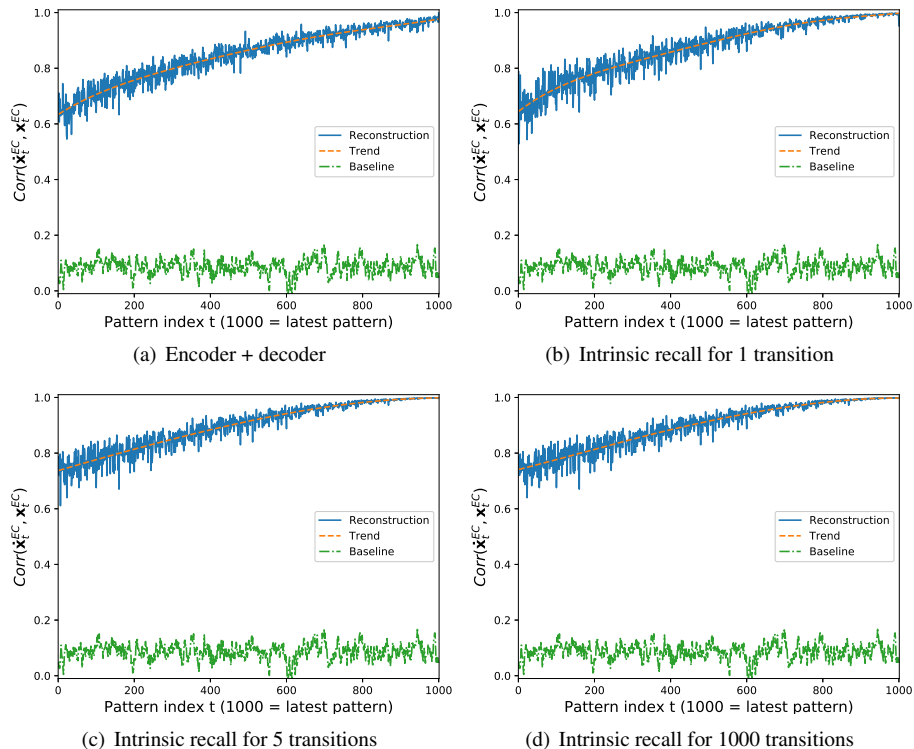 1.0
0.8
0.6
0.4
0.2
0.0
Corr(ẋ_t^EC, x_t^EC)
Reconstruction
Trend
Baseline
0 200 400 600 800 1000
Pattern index t (1000 = latest pattern)
(a) Encoder + decoder
1.0
0.8
0.6
0.4
0.2
0.0
Corr(ẋ_t^EC, x_t^EC)
Reconstruction
Trend
Baseline
0 200 400 600 800 1000
Pattern index t (1000 = latest pattern)
(b) Intrinsic recall for 1 transition
1.0
0.8
0.6
0.4
0.2
0.0
Corr(ẋ_t^EC, x_t^EC)
Reconstruction
Trend
Baseline
0 200 400 600 800 1000
Pattern index t (1000 = latest pattern)
(c) Intrinsic recall for 5 transitions
1.0
0.8
0.6
0.4
0.2
0.0
Corr(ẋ_t^EC, x_t^EC)
Reconstruction
Trend
Baseline
0 200 400 600 800 1000
Pattern index t (1000 = latest pattern)
(d) Intrinsic recall for 1000 transitions